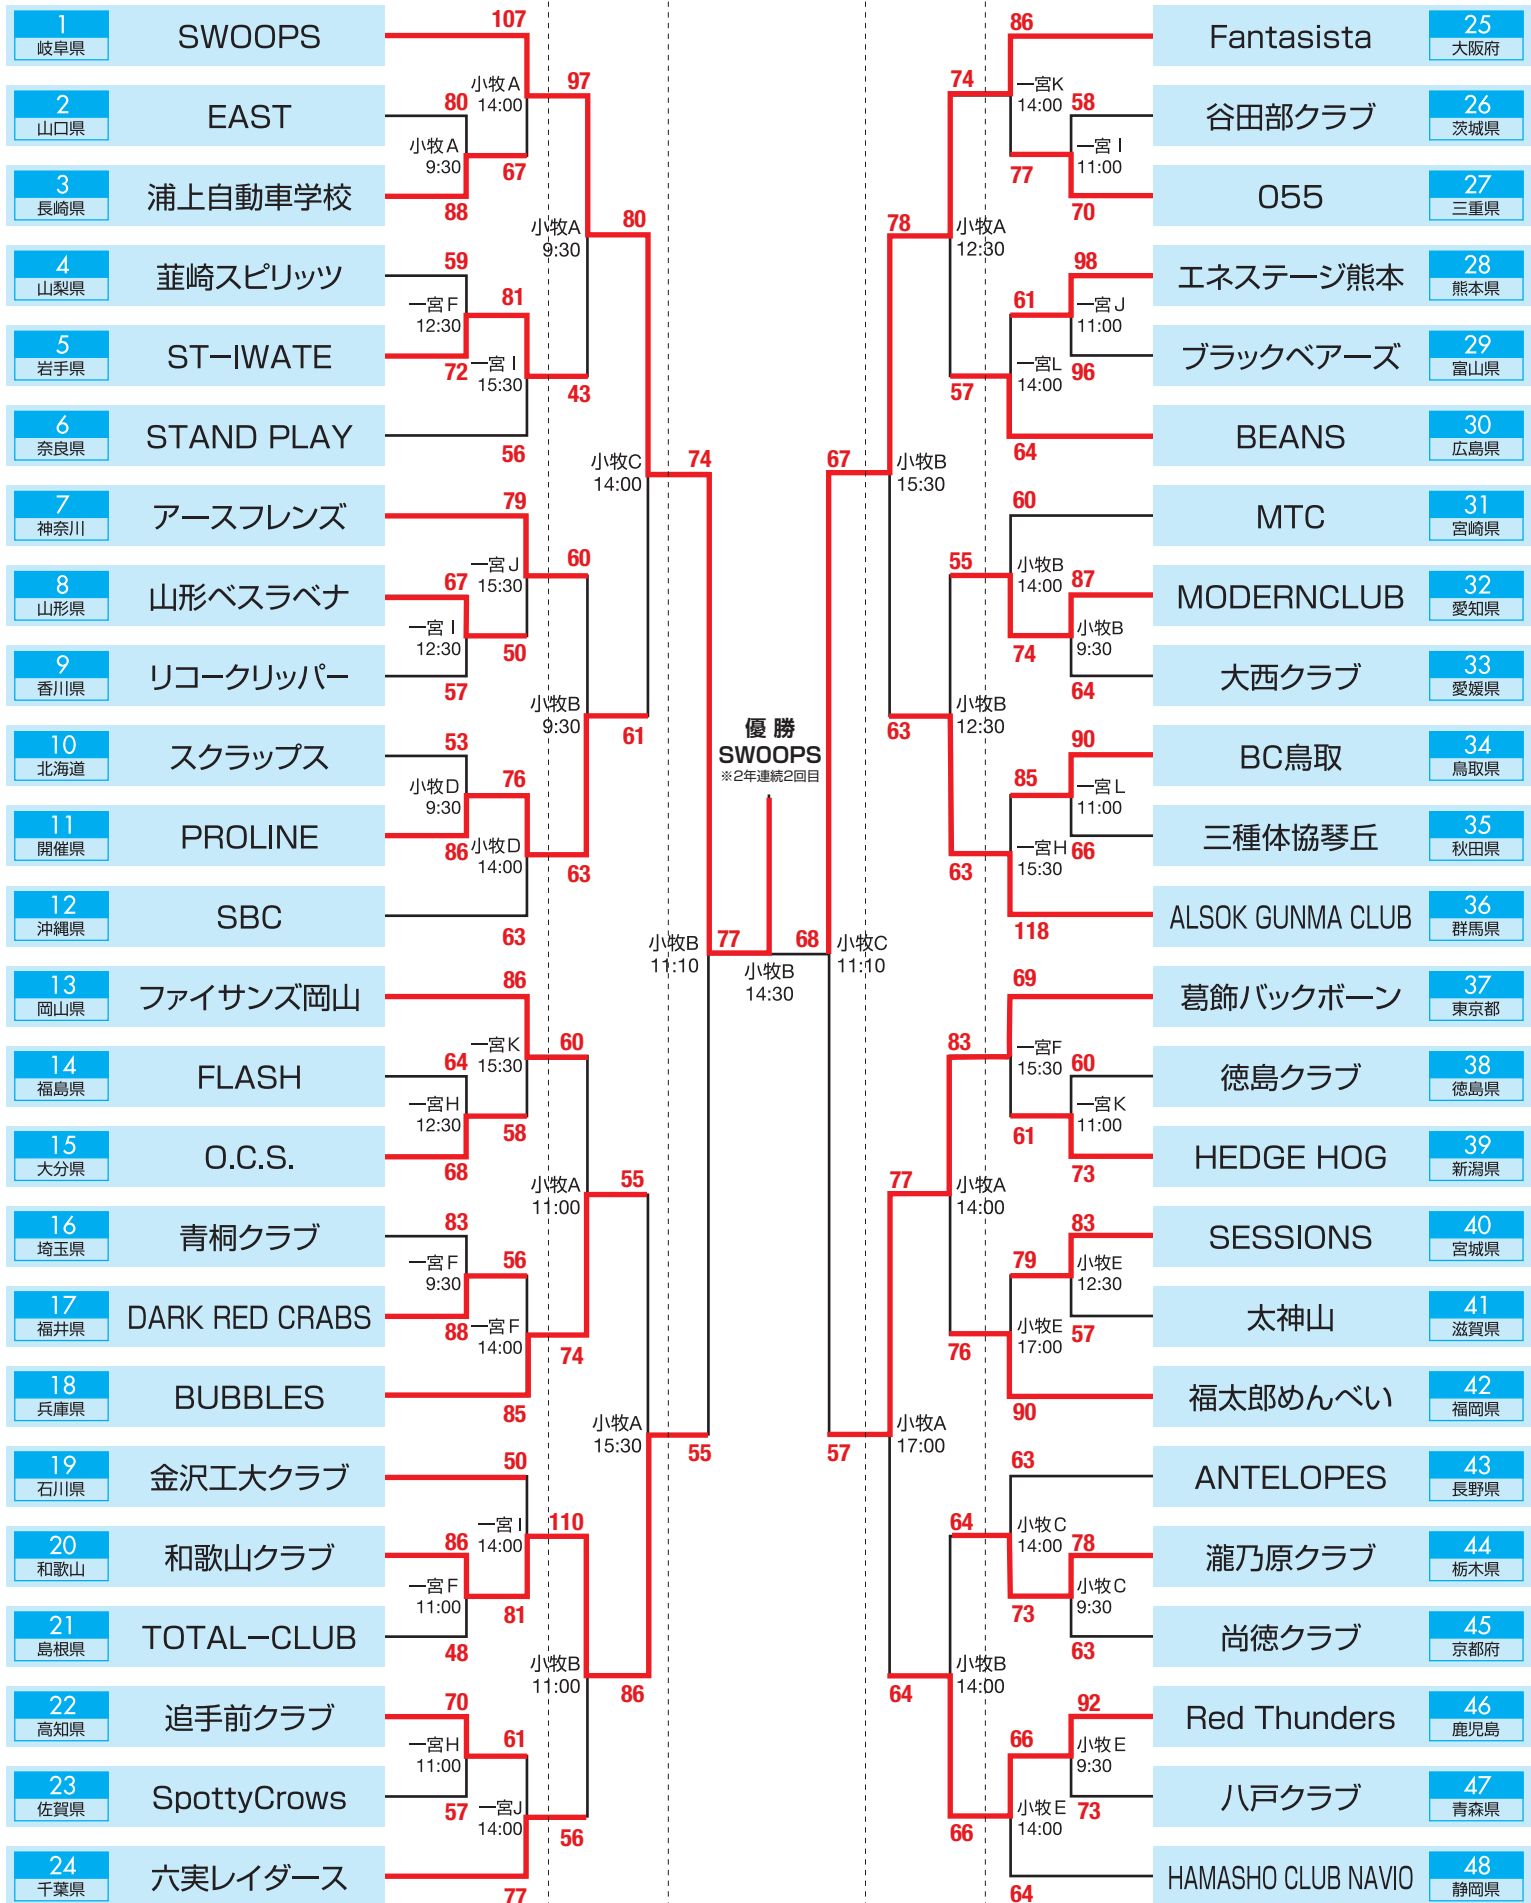 1
岐阜県
SWOOPS
2
山口県
EAST
3
長崎県
浦上自動車学校
4
山梨県
韮崎スピリッツ
5
岩手県
ST−IWATE
6
奈良県
STAND PLAY
7
神奈川
アースフレンズ
8
山形県
山形ベスラベナ
9
香川県
リコークリッパー
10
北海道
スクラップス
11
開催県
PROLINE
12
沖縄県
SBC
13
岡山県
ファイサンズ岡山
14
福島県
FLASH
15
大分県
O.C.S.
16
埼玉県
青桐クラブ
17
福井県
DARK RED CRABS
18
兵庫県
BUBBLES
19
石川県
金沢工大クラブ
20
和歌山
和歌山クラブ
21
島根県
TOTAL−CLUB
22
高知県
追手前クラブ
23
佐賀県
SpottyCrows
24
千葉県
六実レイダース
80
小牧A
9:30
88
59
一宮F
12:30
72
67
一宮I
12:30
57
53
小牧D
9:30
86
64
一宮H
12:30
68
83
一宮F
9:30
88
86
一宮F
11:00
48
70
一宮H
11:00
57
107
小牧A
14:00
67
81
一宮I
15:30
56
79
一宮J
15:30
50
76
小牧D
14:00
63
86
一宮K
15:30
58
56
一宮F
14:00
85
50
一宮I
14:00
81
61
一宮J
14:00
77
97
小牧A
9:30
43
60
小牧B
9:30
63
60
小牧A
11:00
74
110
小牧B
11:00
56
80
小牧C
14:00
61
55
小牧A
15:30
86
74
小牧B
11:10
55
優勝
SWOOPS
※2年連続2回目
77
68
小牧B
14:30
67
小牧C
11:10
57
78
小牧B
15:30
63
77
小牧A
17:00
64
74
小牧A
12:30
57
55
小牧B
12:30
63
83
小牧A
14:00
76
64
小牧B
14:00
66
86
一宮K
14:00
77
61
一宮L
14:00
64
60
小牧B
14:00
74
85
一宮H
15:30
118
69
一宮F
15:30
61
79
小牧E
17:00
90
63
小牧C
14:00
73
66
小牧E
14:00
64
58
一宮I
11:00
70
98
一宮J
11:00
96
87
小牧B
9:30
64
90
一宮L
11:00
66
60
一宮K
11:00
73
83
小牧E
12:30
57
78
小牧C
9:30
63
92
小牧E
9:30
73
Fantasista
25
大阪府
谷田部クラブ
26
茨城県
O55
27
三重県
エネステージ熊本
28
熊本県
ブラックベアーズ
29
富山県
BEANS
30
広島県
MTC
31
宮崎県
MODERNCLUB
32
愛知県
大西クラブ
33
愛媛県
BC鳥取
34
鳥取県
三種体協琴丘
35
秋田県
ALSOK GUNMA CLUB
36
群馬県
葛飾バックボーン
37
東京都
徳島クラブ
38
徳島県
HEDGE HOG
39
新潟県
SESSIONS
40
宮城県
太神山
41
滋賀県
福太郎めんべい
42
福岡県
ANTELOPES
43
長野県
瀧乃原クラブ
44
栃木県
尚徳クラブ
45
京都府
Red Thunders
46
鹿児島
八戸クラブ
47
青森県
HAMASHO CLUB NAVIO
48
静岡県